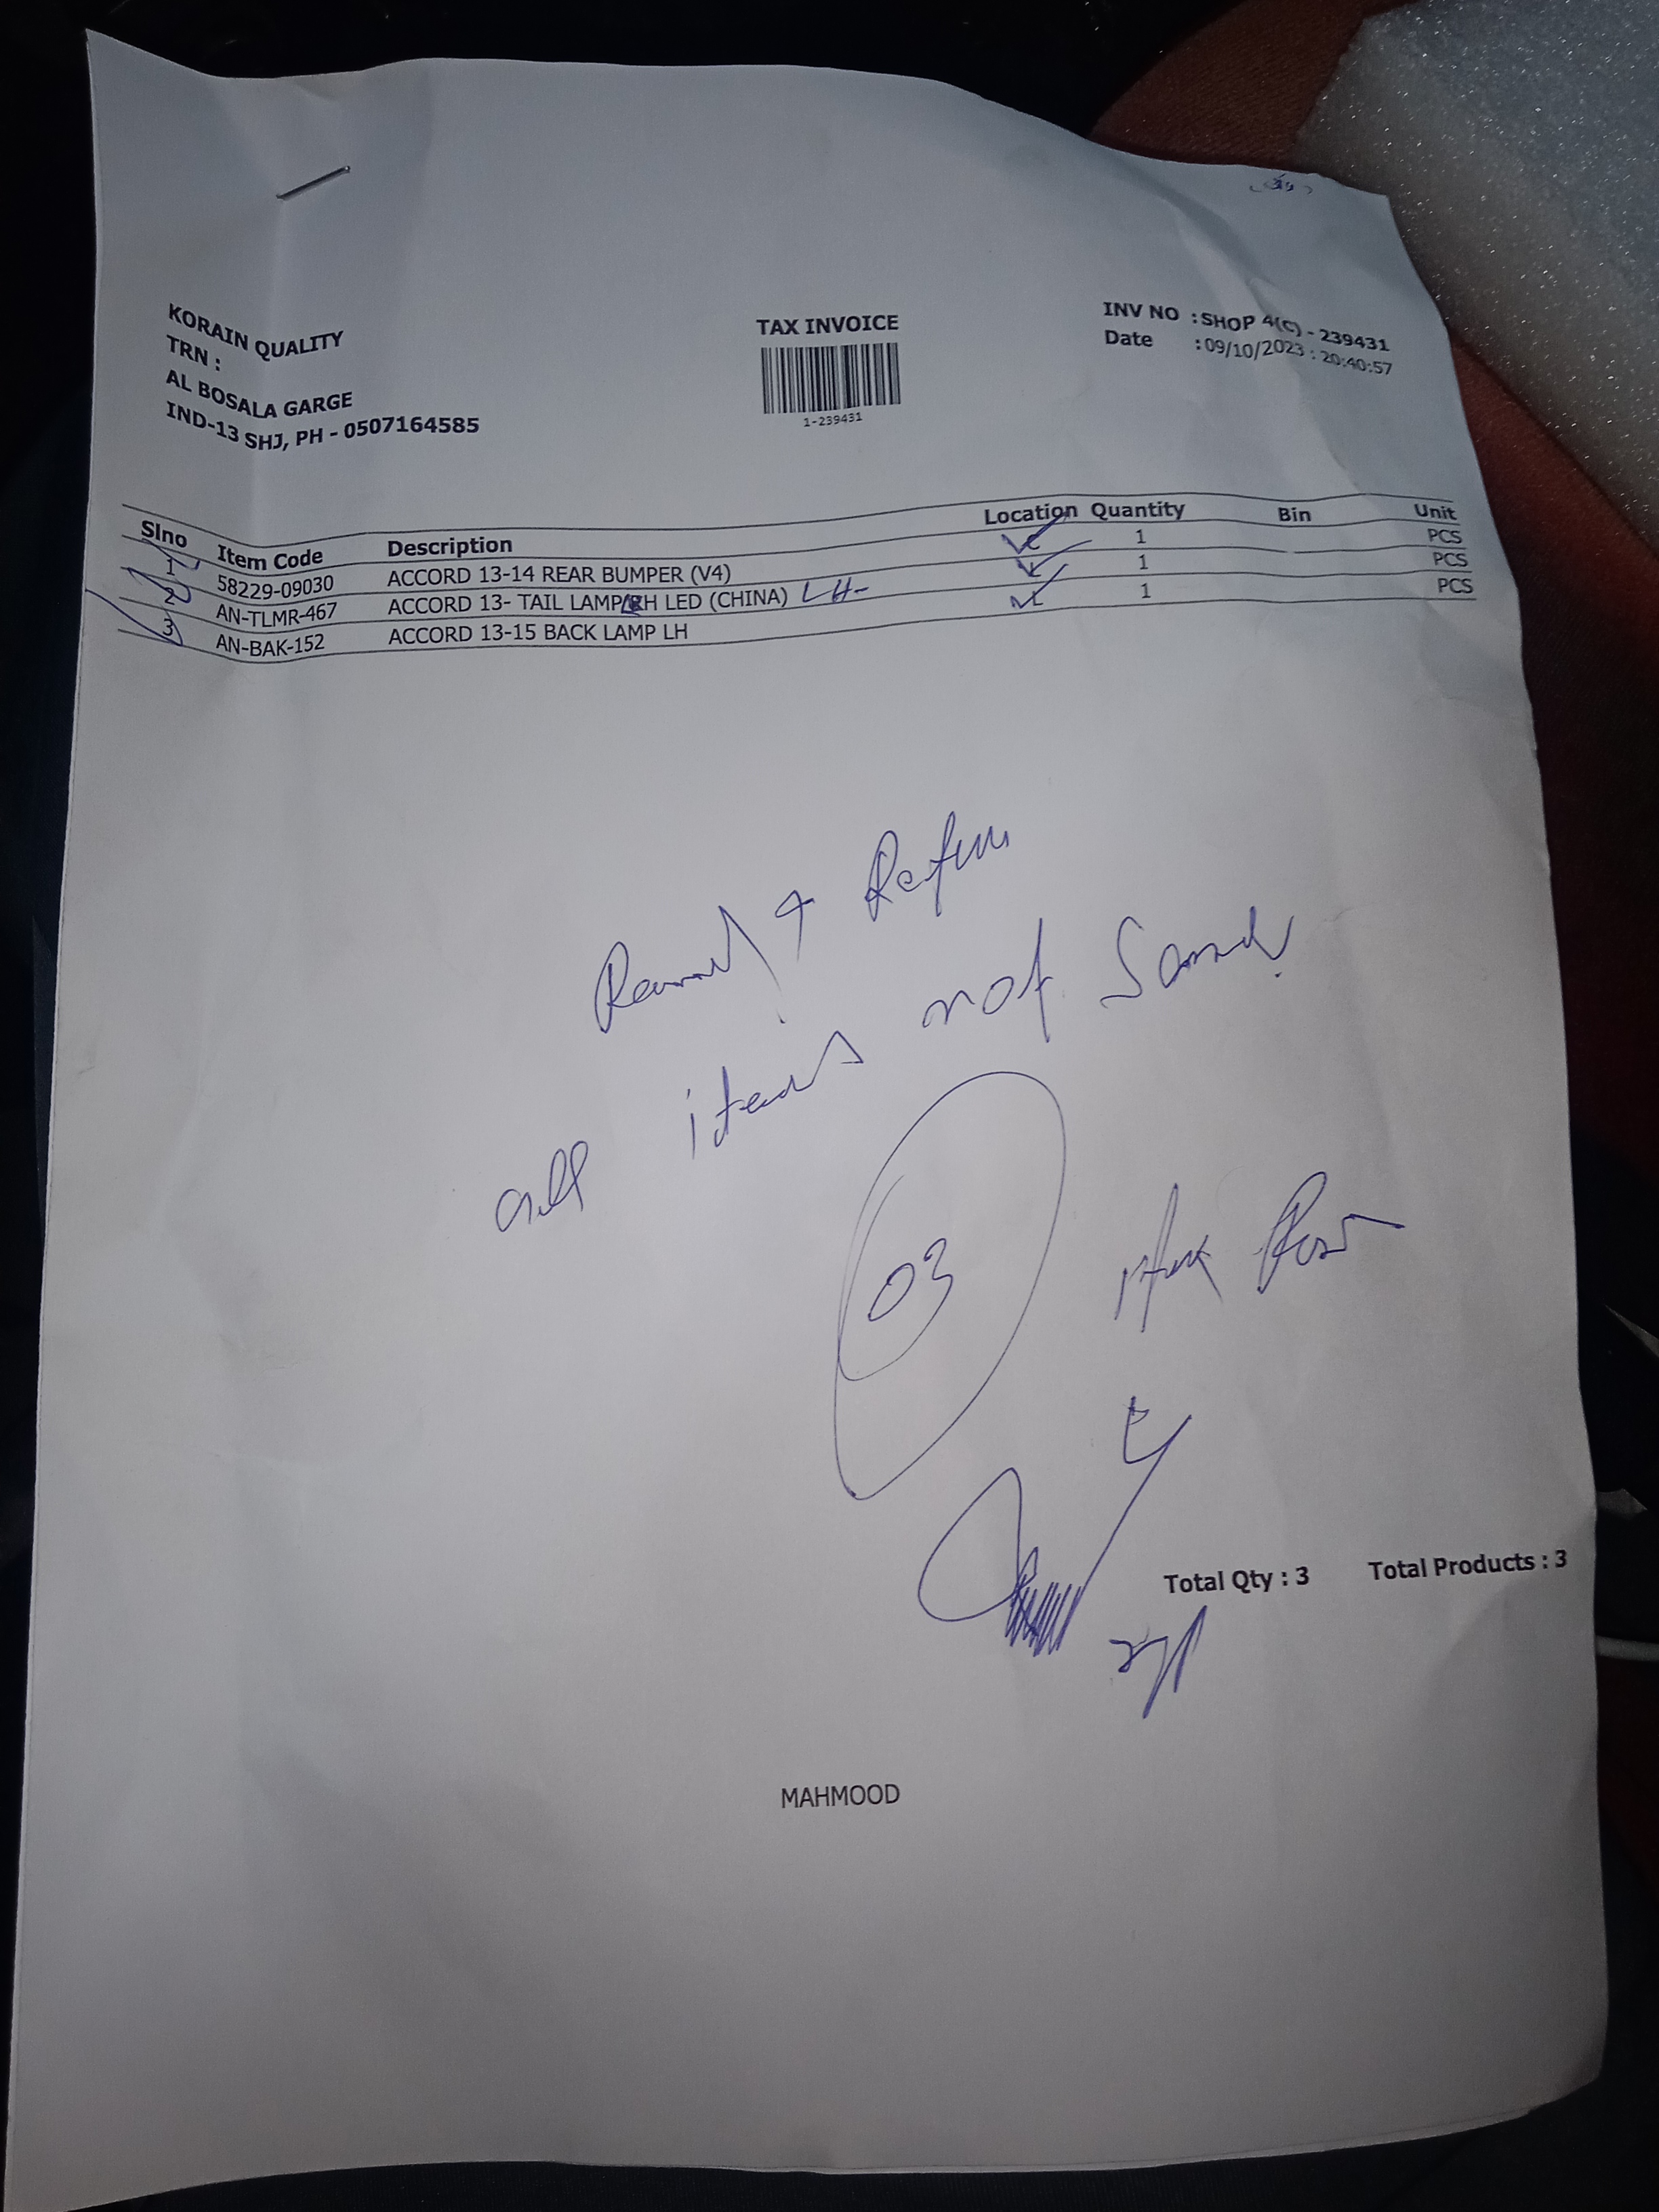 KORAIN QUALITY
TRN :
AL BOSALA GARGE
IND-13 SHJ, PH - 0507164585
TAX INVOICE
1-239431
INV NO : SHOP 4(C) - 239431
Date : 09/10/2023 : 20:40:57
Slno Item Code Description Location Quantity Bin Unit
1 58229-09030 ACCORD 13-14 REAR BUMPER (V4) 1 PCS
2 AN-TLMR-467 ACCORD 13- TAIL LAMP RH LED (CHINA) LH- 1 PCS
3 AN-BAK-152 ACCORD 13-15 BACK LAMP LH 1 PCS
all items not
03
Total Qty : 3 Total Products : 3
MAHMOOD